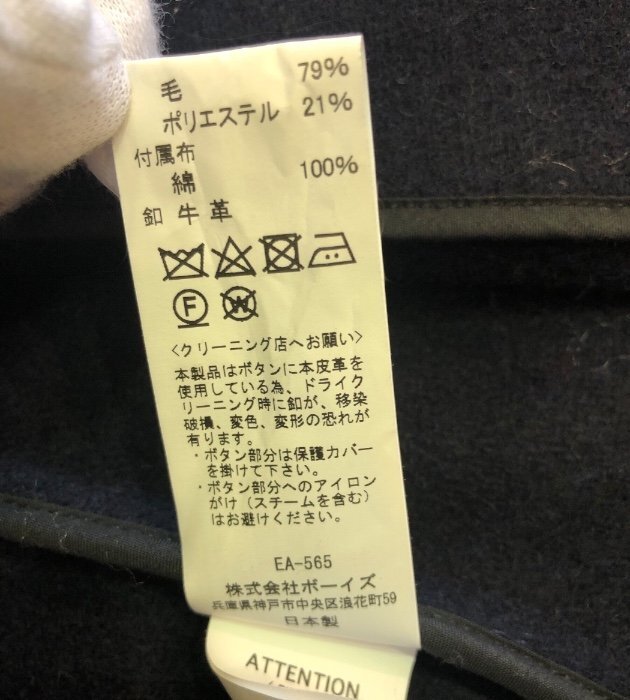 毛 79%
ポリエステル 21%
付属布
綿 100%
釦 牛革
F W
<クリーニング店へお願い>
本製品はボタンに本皮革を
使用している為、ドライク
リーニング時に釦が、移染
破損、変色、変形の恐れが
有ります。
・ボタン部分は保護カバー
を掛けて下さい。
・ボタン部分へのアイロン
がけ(スチームを含む)
はお避けください。
EA-565
株式会社ボーイズ
兵庫県神戸市中央区浪花町59
日本製
ATTENTION